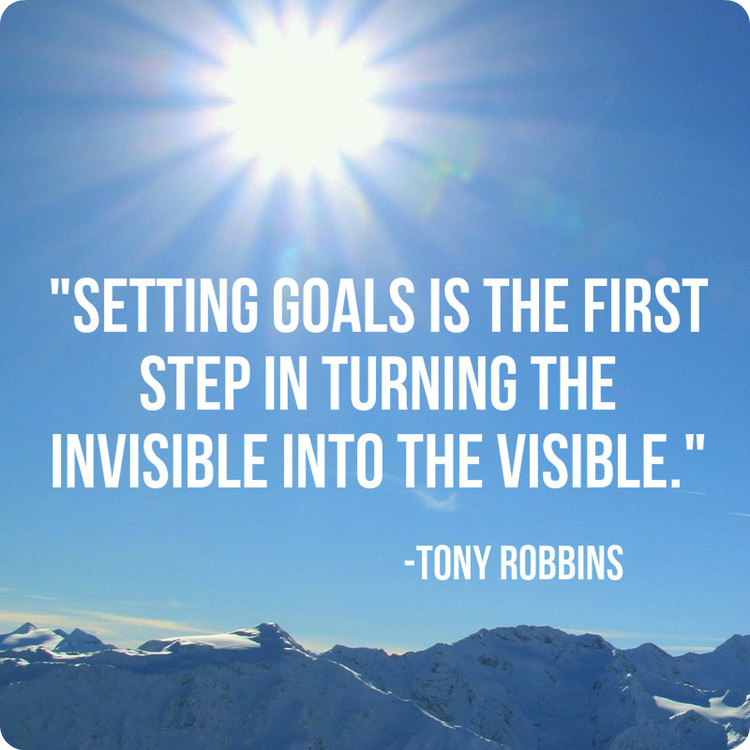 "SETTING GOALS IS THE FIRST
STEP IN TURNING THE
INVISIBLE INTO THE VISIBLE."
-TONY ROBBINS